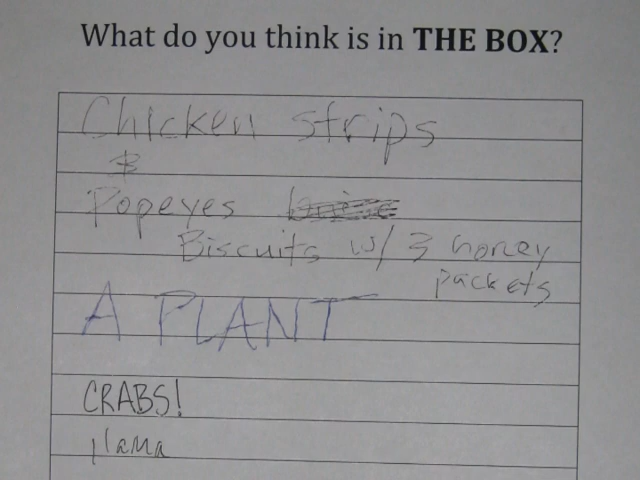 What do you think is in THE BOX?
Chicken strips
&
Popeyes
Biscuits w/ 3 honey
packets
A PLANT
CRABS!
llama